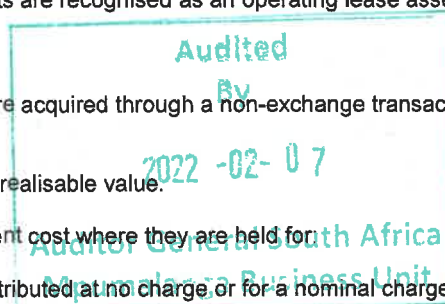 ts are recognised as an operating lease asse
Audited
By
re acquired through a non-exchange transac
2022 -02- 07
realisable value.
nt cost where they are held for:
Auditor General South Africa
tributed at no charge or for a nominal charge
Mpumalanga Business Unit